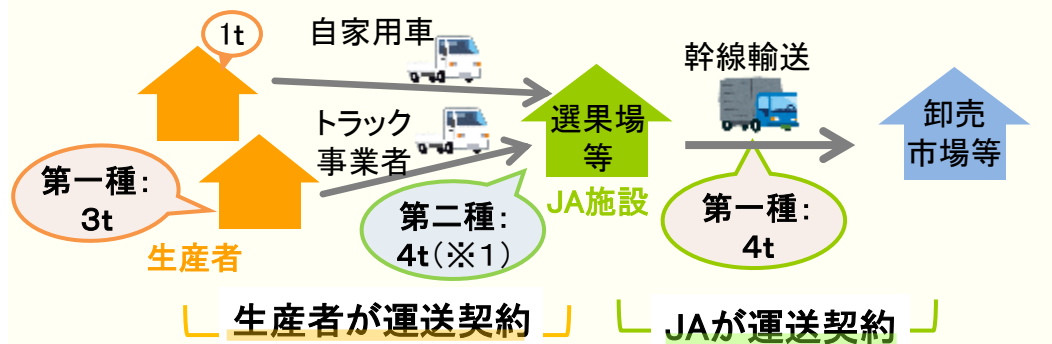 1t
自家用車
幹線輸送
トラック
事業者
選果場
等
卸売
市場等
第一種：
3t
第二種：
4t(※1)
JA施設
第一種：
4t
生産者
生産者が運送契約
JAが運送契約